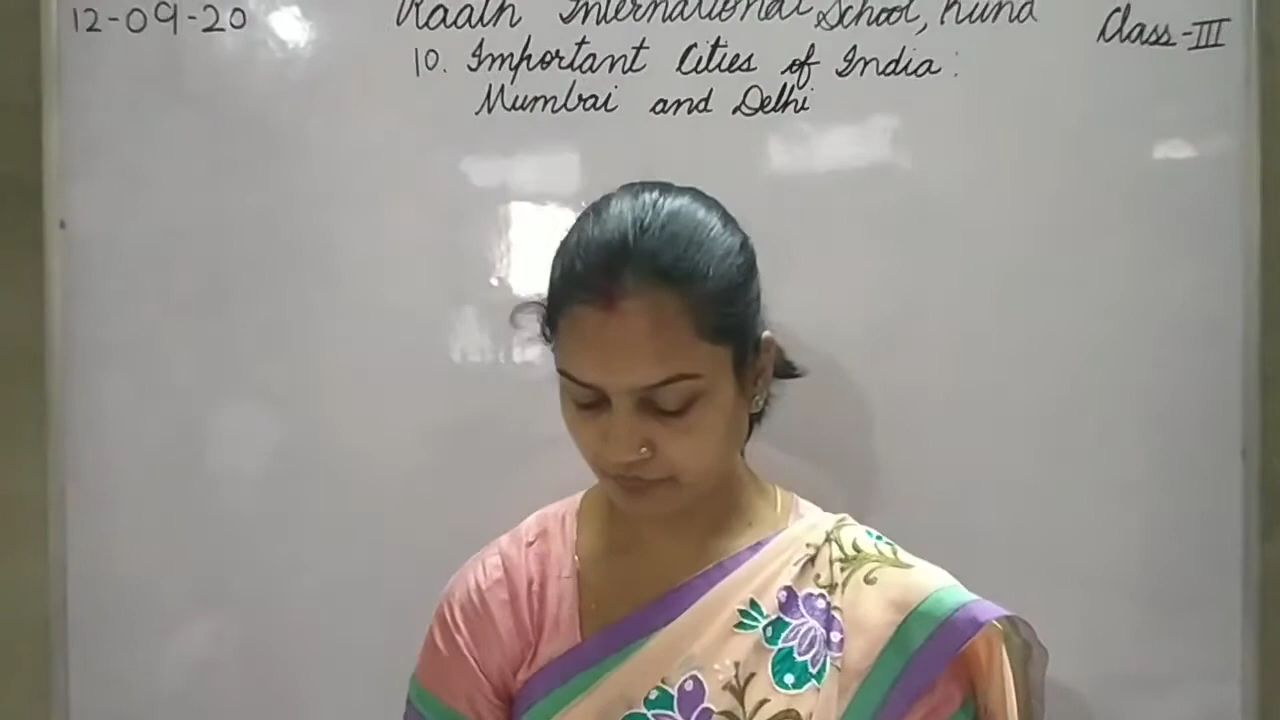 12-09-20
Raath International School, Kund
Class-III
10. Important Cities of India:
Mumbai and Delhi